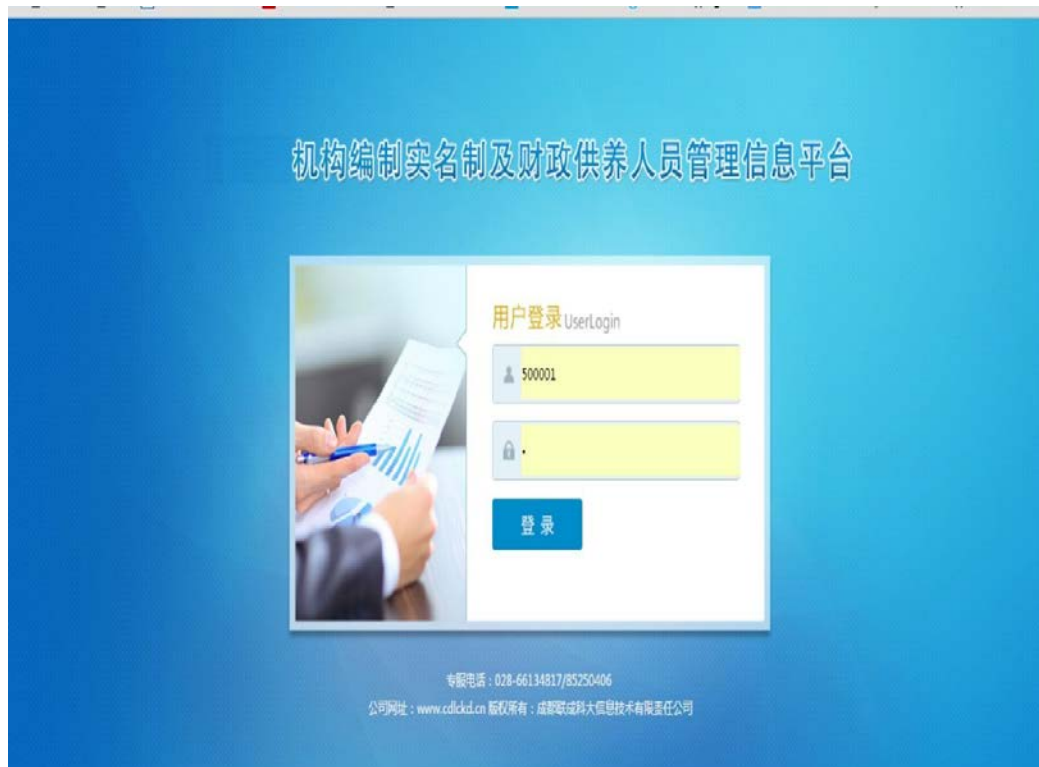 机构编制实名制及财政供养人员管理信息平台
用户登录 UserLogin
500001
登 录
专服电话：028-66134817/85250406
公司网址：www.cdlckd.cn 版权所有：成都联成科大信息技术有限责任公司